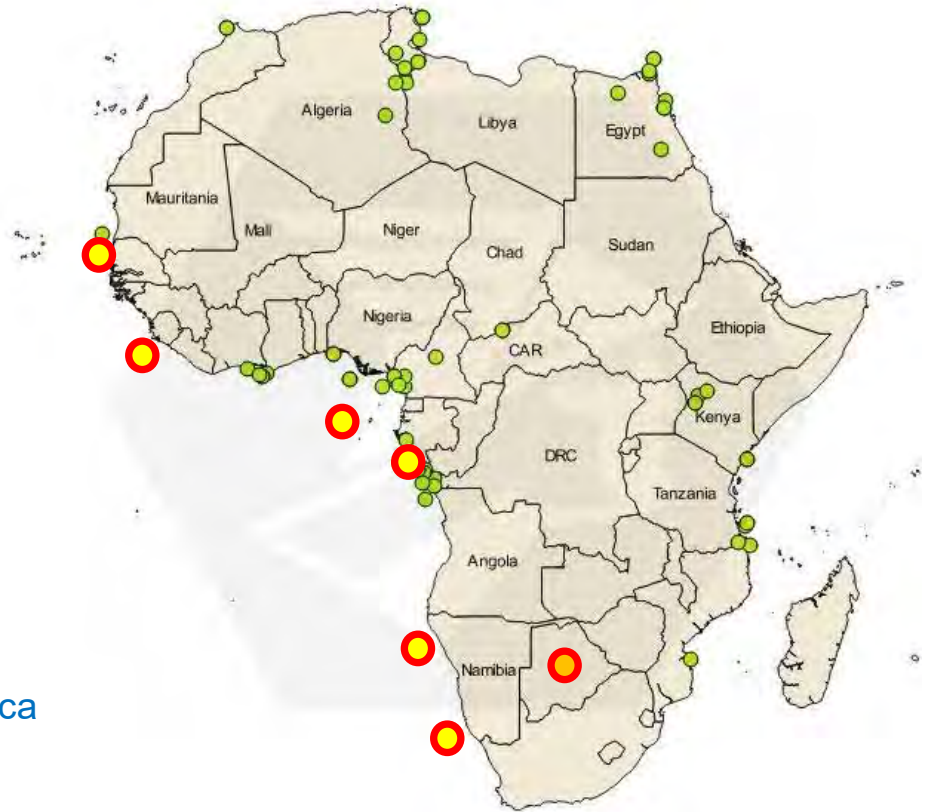 Algeria
Libya
Egypt
Mauritania
Mali
Niger
Chad
Sudan
Nigeria
Ethiopia
CAR
Kenya
DRC
Tanzania
Angola
Namibia
ca